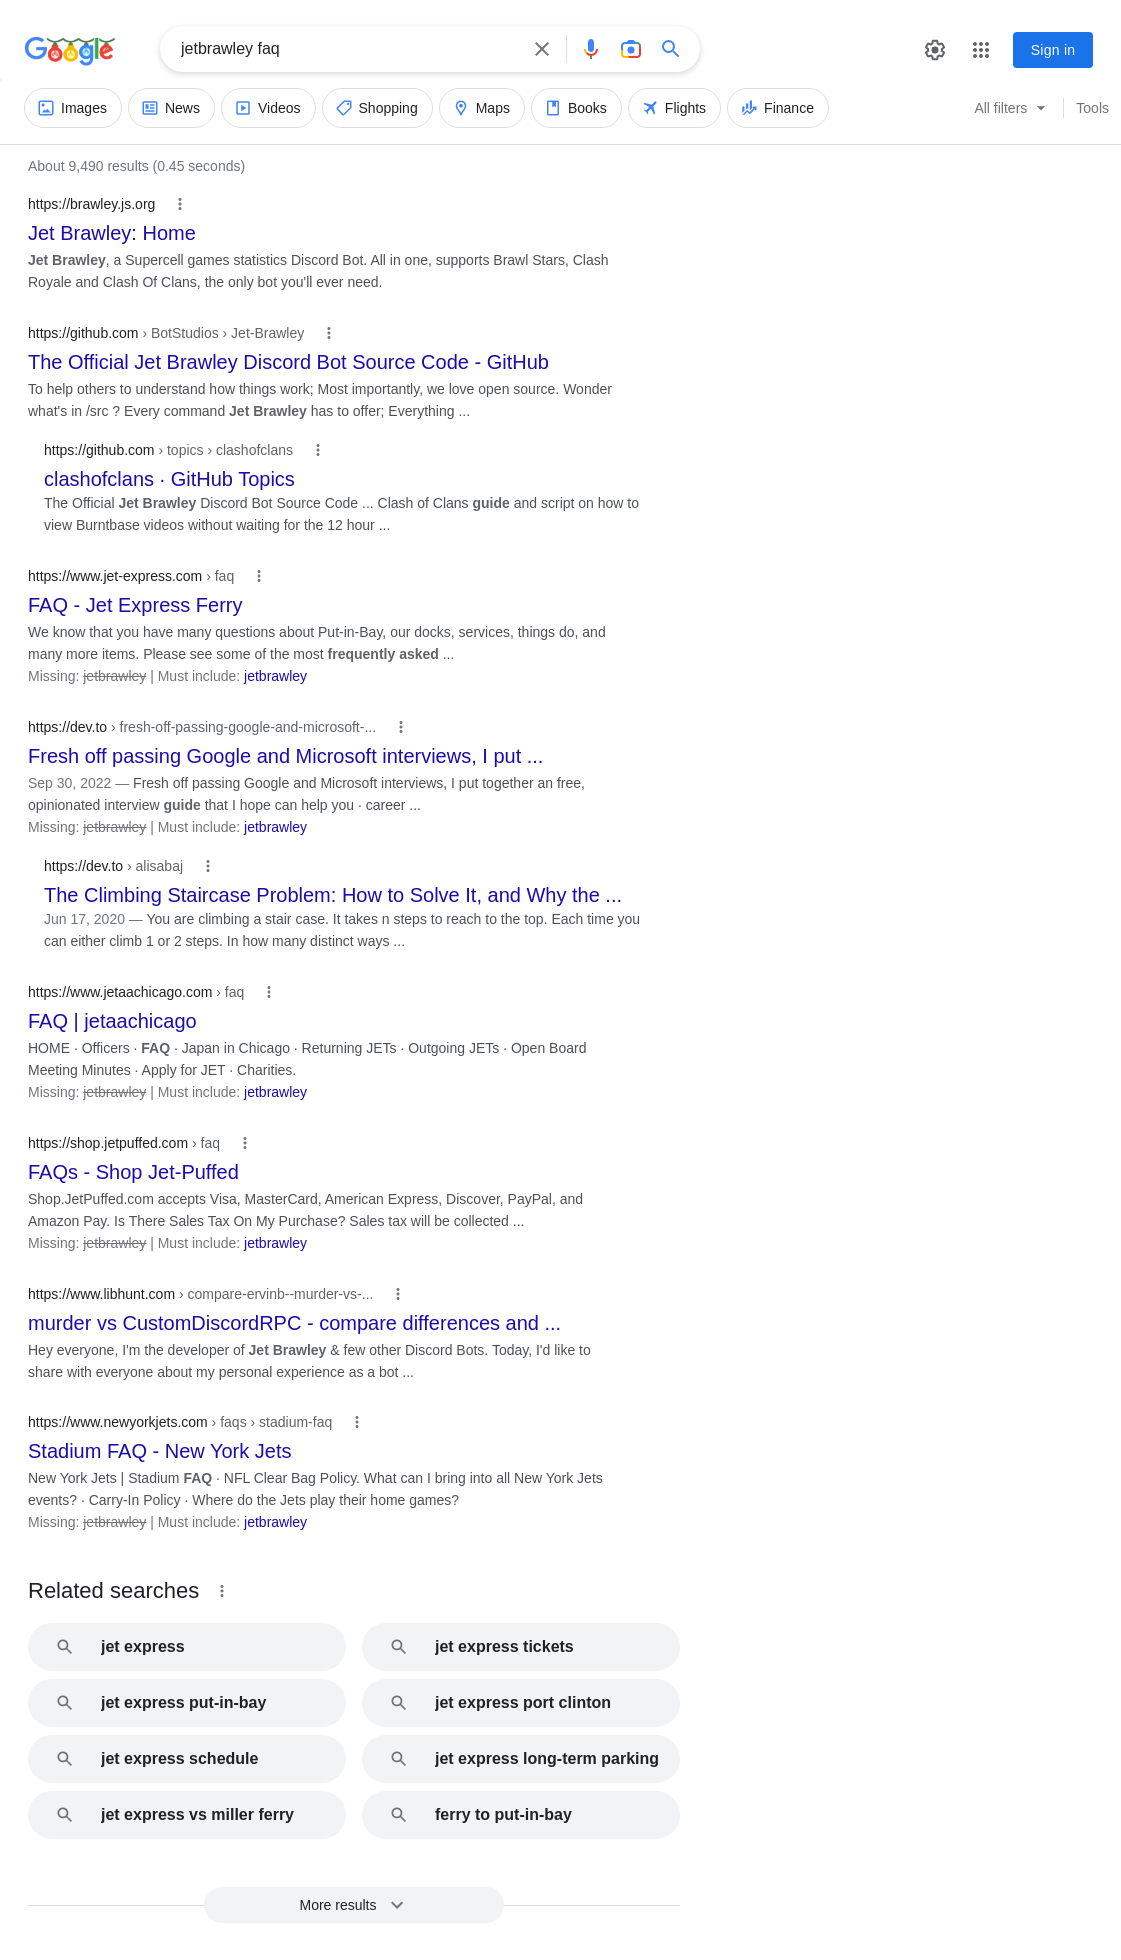 Google
jetbrawley faq
Sign in
Images
News
Videos
Shopping
Maps
Books
Flights
Finance
All filters
Tools
About 9,490 results (0.45 seconds)
https://brawley.js.org
Jet Brawley: Home
Jet Brawley, a Supercell games statistics Discord Bot. All in one, supports Brawl Stars, Clash
Royale and Clash Of Clans, the only bot you'll ever need.
https://github.com › BotStudios › Jet-Brawley
The Official Jet Brawley Discord Bot Source Code - GitHub
To help others to understand how things work; Most importantly, we love open source. Wonder
what's in /src ? Every command Jet Brawley has to offer; Everything ...
https://github.com › topics › clashofclans
clashofclans · GitHub Topics
The Official Jet Brawley Discord Bot Source Code ... Clash of Clans guide and script on how to
view Burntbase videos without waiting for the 12 hour ...
https://www.jet-express.com › faq
FAQ - Jet Express Ferry
We know that you have many questions about Put-in-Bay, our docks, services, things do, and
many more items. Please see some of the most frequently asked ...
Missing: jetbrawley | Must include: jetbrawley
https://dev.to › fresh-off-passing-google-and-microsoft-...
Fresh off passing Google and Microsoft interviews, I put ...
Sep 30, 2022 — Fresh off passing Google and Microsoft interviews, I put together an free,
opinionated interview guide that I hope can help you · career ...
Missing: jetbrawley | Must include: jetbrawley
https://dev.to › alisabaj
The Climbing Staircase Problem: How to Solve It, and Why the ...
Jun 17, 2020 — You are climbing a stair case. It takes n steps to reach to the top. Each time you
can either climb 1 or 2 steps. In how many distinct ways ...
https://www.jetaachicago.com › faq
FAQ | jetaachicago
HOME · Officers · FAQ · Japan in Chicago · Returning JETs · Outgoing JETs · Open Board
Meeting Minutes · Apply for JET · Charities.
Missing: jetbrawley | Must include: jetbrawley
https://shop.jetpuffed.com › faq
FAQs - Shop Jet-Puffed
Shop.JetPuffed.com accepts Visa, MasterCard, American Express, Discover, PayPal, and
Amazon Pay. Is There Sales Tax On My Purchase? Sales tax will be collected ...
Missing: jetbrawley | Must include: jetbrawley
https://www.libhunt.com › compare-ervinb--murder-vs-...
murder vs CustomDiscordRPC - compare differences and ...
Hey everyone, I'm the developer of Jet Brawley & few other Discord Bots. Today, I'd like to
share with everyone about my personal experience as a bot ...
https://www.newyorkjets.com › faqs › stadium-faq
Stadium FAQ - New York Jets
New York Jets | Stadium FAQ · NFL Clear Bag Policy. What can I bring into all New York Jets
events? · Carry-In Policy · Where do the Jets play their home games?
Missing: jetbrawley | Must include: jetbrawley
Related searches
jet express
jet express tickets
jet express put-in-bay
jet express port clinton
jet express schedule
jet express long-term parking
jet express vs miller ferry
ferry to put-in-bay
More results